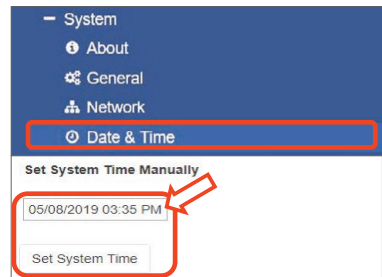 − System
About
General
Network
Date & Time
Set System Time Manually
05/08/2019 03:35 PM
Set System Time